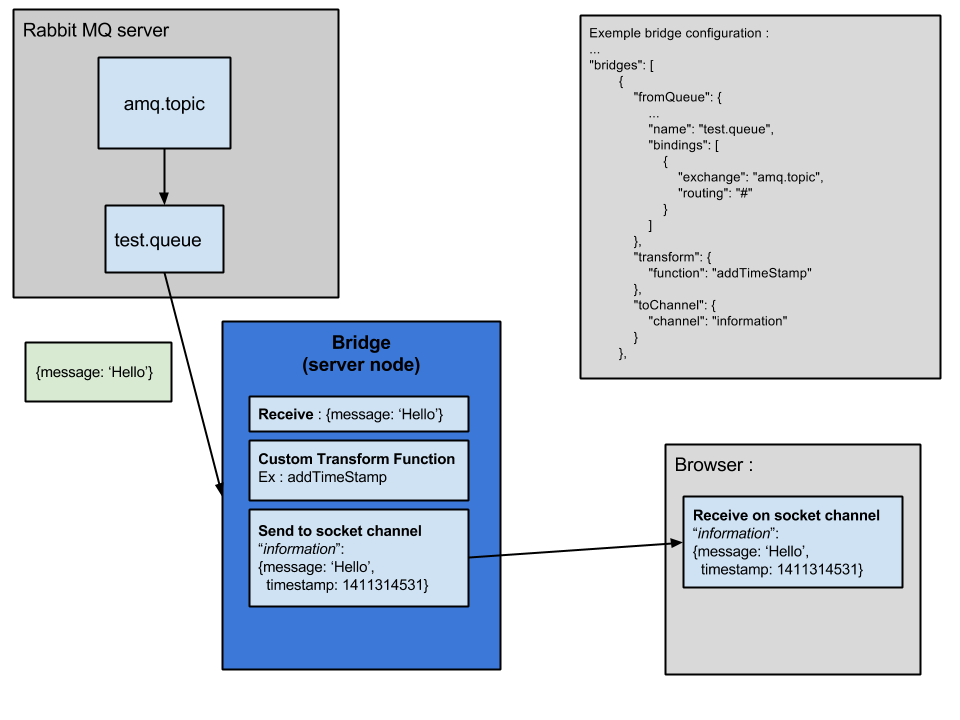 Rabbit MQ server
amq.topic
test.queue
{message: ‘Hello’}
Bridge
(server node)
Receive : {message: ‘Hello’}
Custom Transform Function
Ex : addTimeStamp
Send to socket channel
“information”:
{message: ‘Hello’,
timestamp: 1411314531}
Exemple bridge configuration :
...
"bridges": [
{
"fromQueue": {
...
"name": "test.queue",
"bindings": [
{
"exchange": "amq.topic",
"routing": "#"
}
]
},
"transform": {
"function": "addTimeStamp"
},
"toChannel": {
"channel": "information"
}
},
Browser :
Receive on socket channel
“information”:
{message: ‘Hello’,
timestamp: 1411314531}